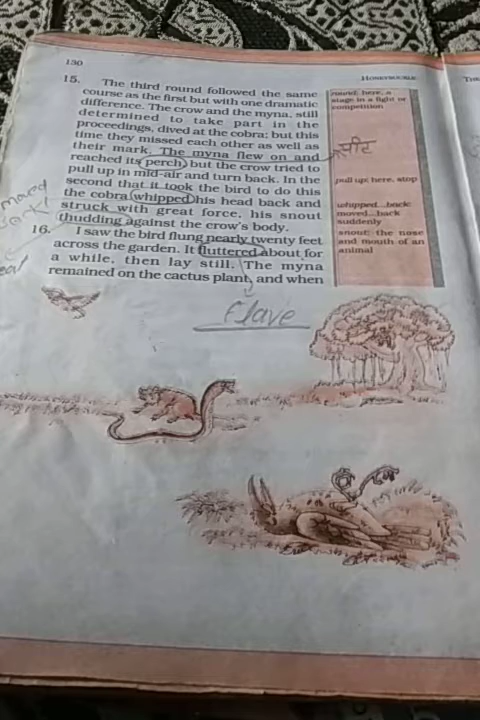 130
HONEYSUCKLE
15. The third round followed the same
course as the first but with one dramatic
difference. The crow and the myna, still
determined to take part in the
proceedings, dived at the cobra; but this
time they missed each other as well as
their mark. The myna flew on and
reached its perch, but the crow tried to
pull up in mid-air and turn back. In the
second that it took the bird to do this
the cobra whipped his head back and
struck with great force, his snout
thudding against the crow's body.
16. I saw the bird flung nearly twenty feet
across the garden. It fluttered about for
a while, then lay still. The myna
remained on the cactus plant, and when
round: here, a
stage in a fight or
competition
pull up: here, stop
whipped...back:
moved...back
suddenly
snout: the nose
and mouth of an
animal
moved
Flave